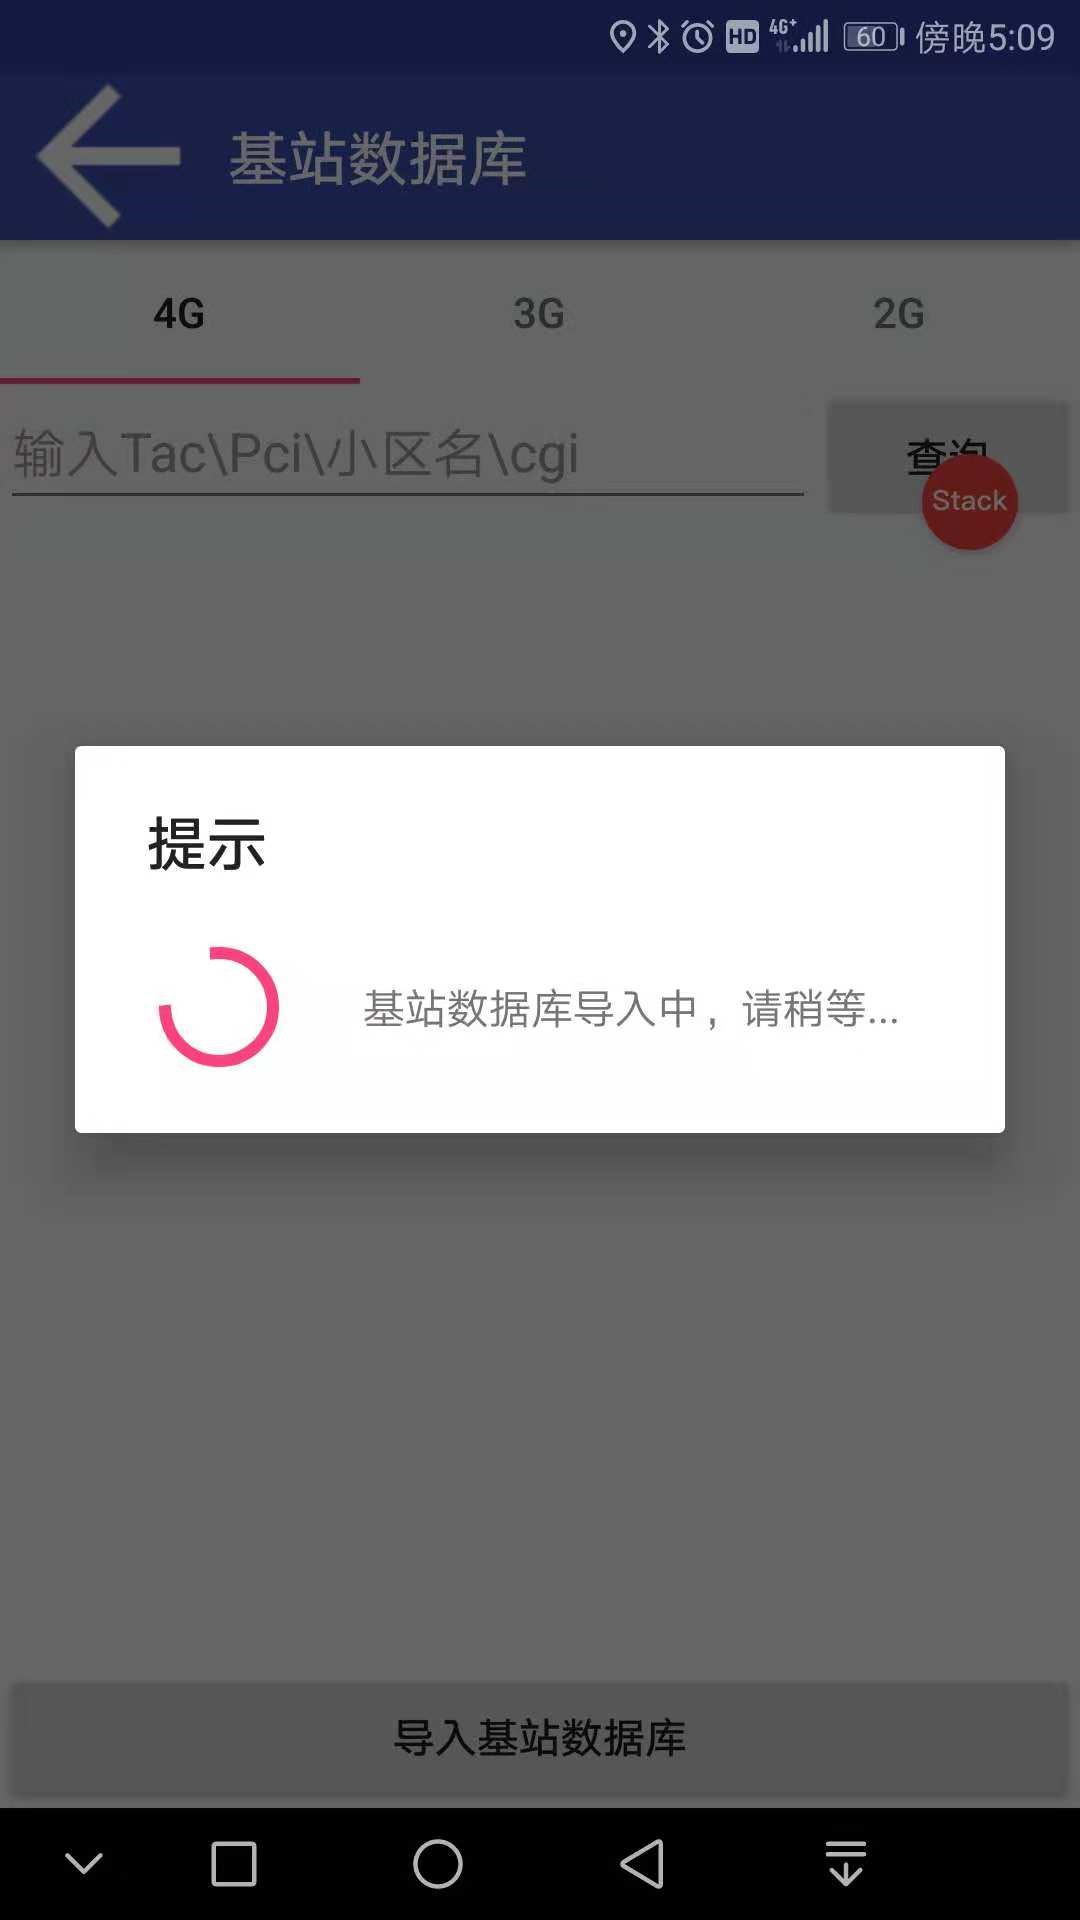 HD 4G+ 60 傍晚5:09
基站数据库
4G 3G 2G
输入Tac\Pci\小区名\cgi
查询
Stack
提示
基站数据库导入中，请稍等...
导入基站数据库